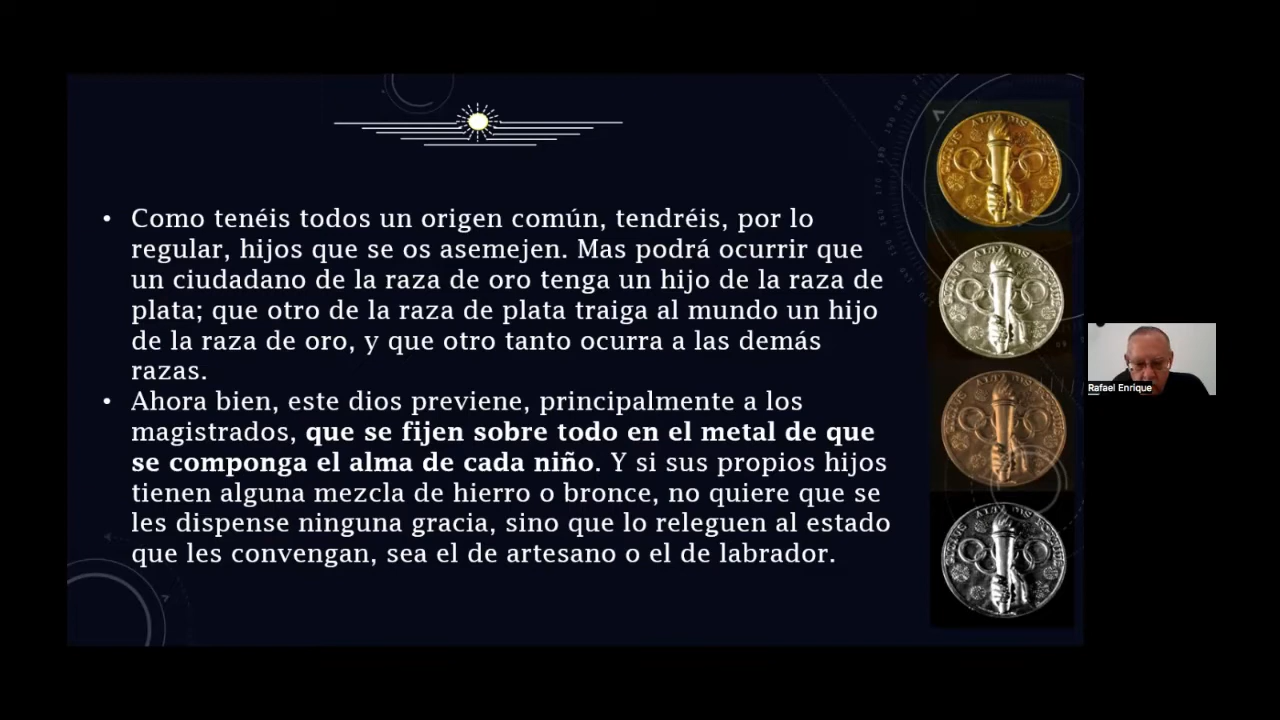 • Como tenéis todos un origen común, tendréis, por lo
regular, hijos que se os asemejen. Mas podrá ocurrir que
un ciudadano de la raza de oro tenga un hijo de la raza de
plata; que otro de la raza de plata traiga al mundo un hijo
de la raza de oro, y que otro tanto ocurra a las demás
razas.
• Ahora bien, este dios previene, principalmente a los
magistrados, que se fijen sobre todo en el metal de que
se componga el alma de cada niño. Y si sus propios hijos
tienen alguna mezcla de hierro o bronce, no quiere que se
les dispense ninguna gracia, sino que lo releguen al estado
que les convengan, sea el de artesano o el de labrador.
Rafael Enrique